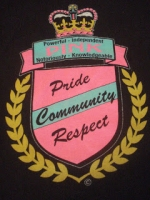 Powerful - Independent
Notoriously - Knowledgeable
Pride
Community
Respect
©